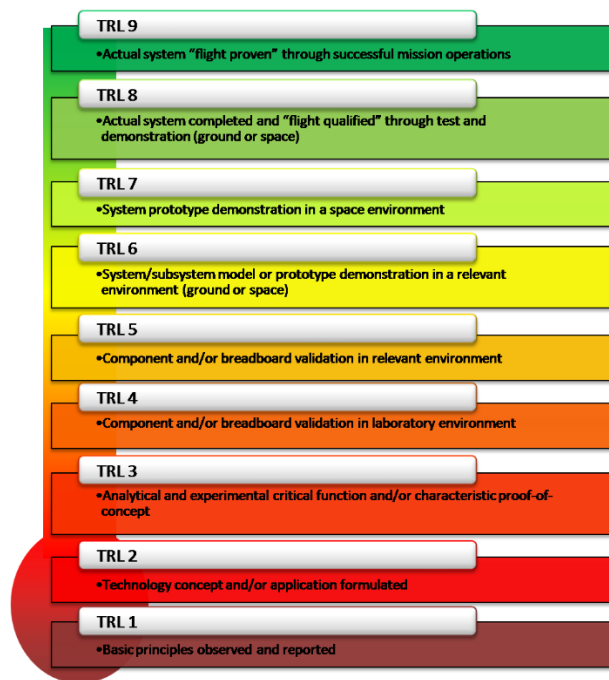 TRL 9
•Actual system “flight proven” through successful mission operations
TRL 8
•Actual system completed and “flight qualified” through test and
demonstration (ground or space)
TRL 7
•System prototype demonstration in a space environment
TRL 6
•System/subsystem model or prototype demonstration in a relevant
environment (ground or space)
TRL 5
•Component and/or breadboard validation in relevant environment
TRL 4
•Component and/or breadboard validation in laboratory environment
TRL 3
•Analytical and experimental critical function and/or characteristic proof-of-
concept
TRL 2
•Technology concept and/or application formulated
TRL 1
•Basic principles observed and reported